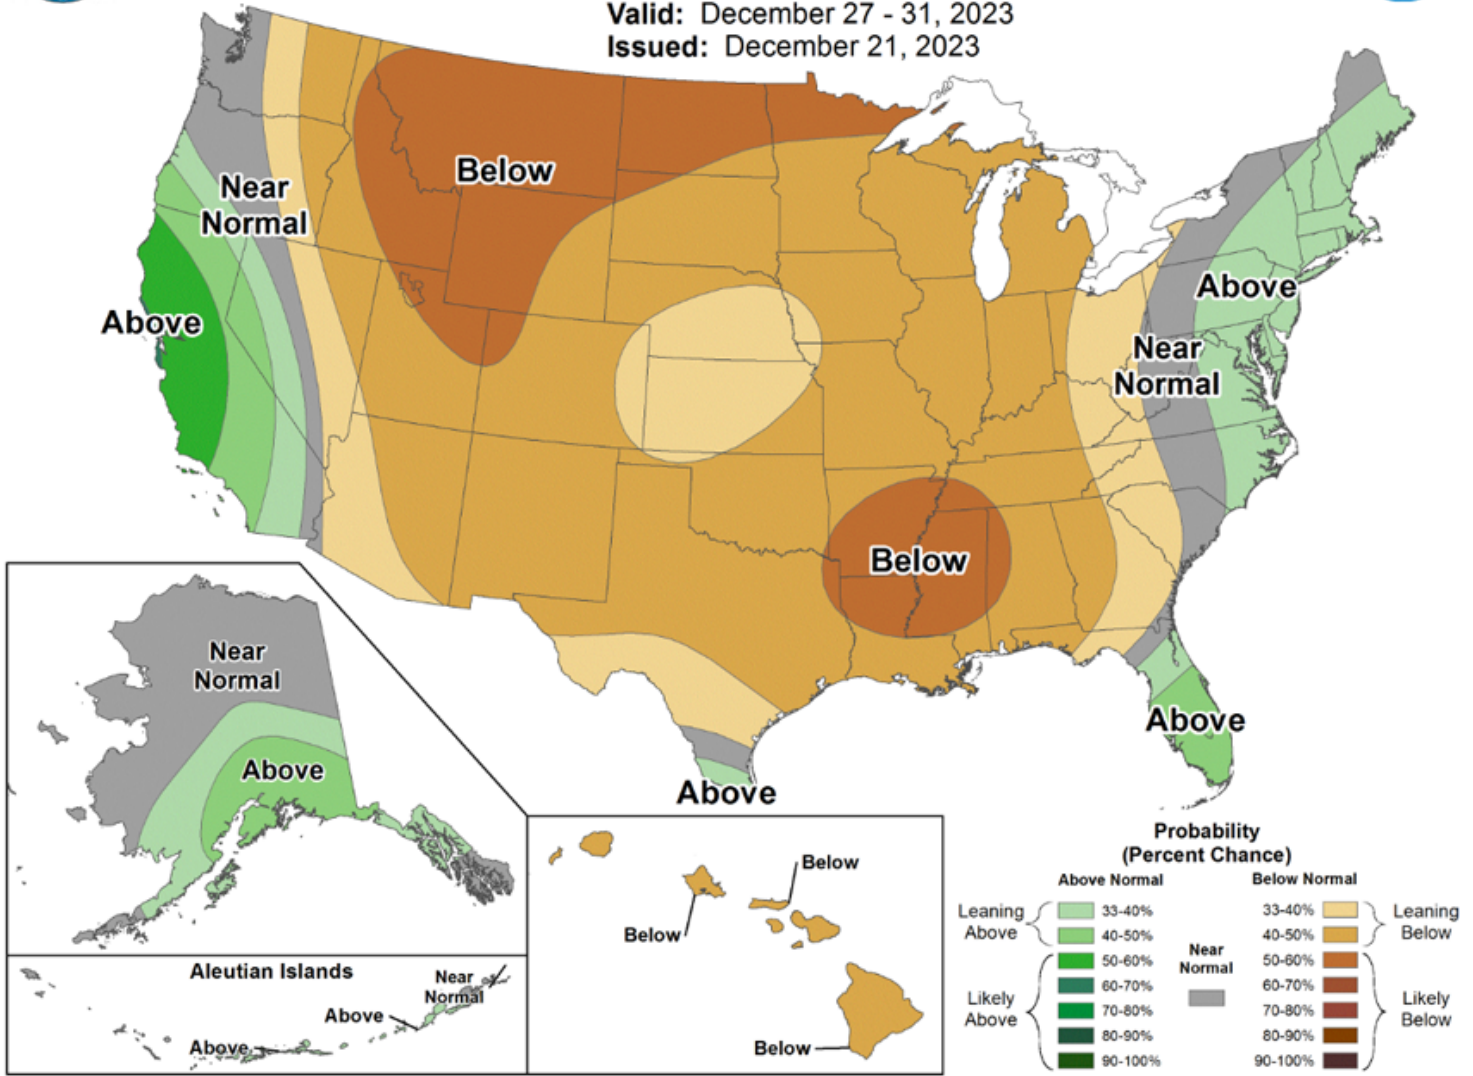 Valid: December 27 - 31, 2023
Issued: December 21, 2023
Below
Near
Normal
Above
Above
Near
Normal
Below
Above
Above
Near
Normal
Above
Aleutian Islands
Near
Normal
Above
Above
Below
Below
Below
Probability
(Percent Chance)
Above Normal
Below Normal
Leaning
Above
33-40%
40-50%
Likely
Above
50-60%
60-70%
70-80%
80-90%
90-100%
Near
Normal
33-40%
40-50%
Leaning
Below
50-60%
60-70%
70-80%
80-90%
90-100%
Likely
Below